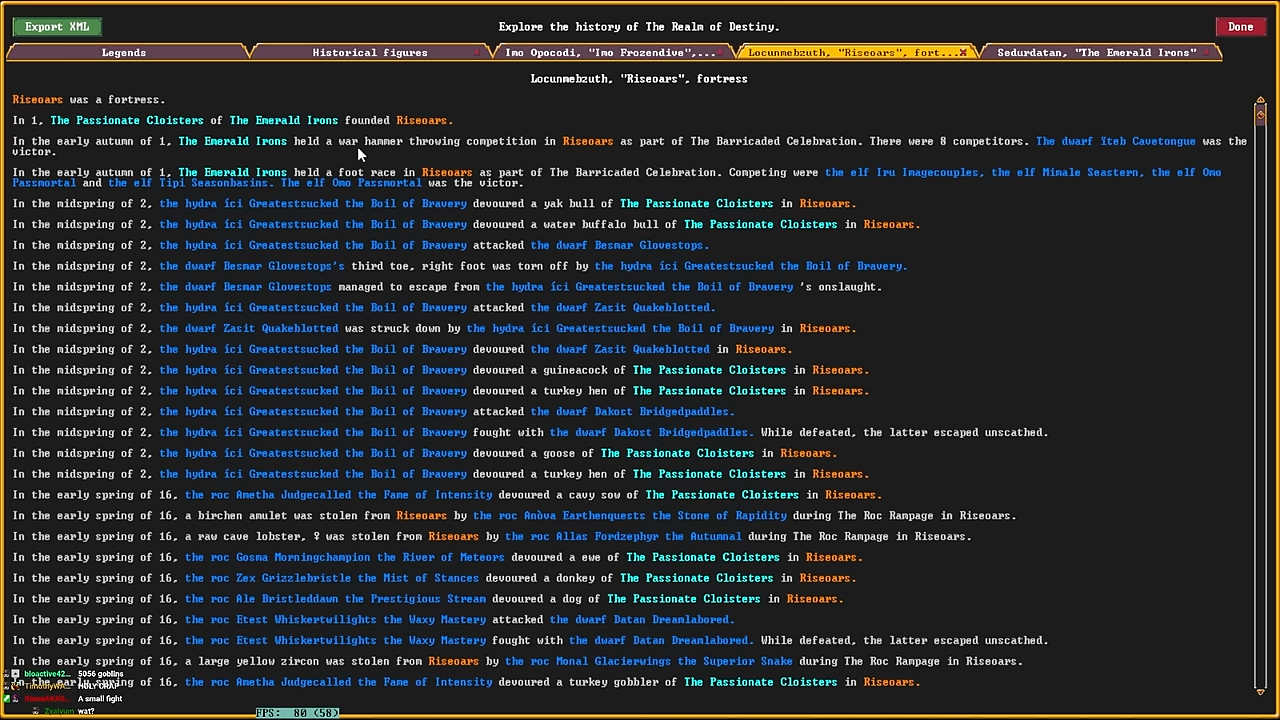 Export XML
Explore the history of The Realm of Destiny.
Done
Legends
Historical figures
Imo Opocodi, "Imo Prozendive",...
Locunmebzuth, "Riseoars", fort...
Sedurdatan, "The Emerald Irons"
Locunmebzuth, "Riseoars", fortress
Riseoars was a fortress.
In 1, The Passionate Cloisters of The Emerald Irons founded Riseoars.
In the early autumn of 1, The Emerald Irons held a war hammer throwing competition in Riseoars as part of The Barricaded Celebration. There were 8 competitors. The dwarf Ïteb Cavetongue was the
victor.
In the early autumn of 1, The Emerald Irons held a foot race in Riseoars as part of The Barricaded Celebration. Competing were the elf Iru Imagecouples, the elf Mimale Seastern, the elf Omo
Passmortal and the elf Tipi Seasonbasins. The elf Omo Passmortal was the victor.
In the midspring of 2, the hydra íci Greatestsucked the Boil of Bravery devoured a yak bull of The Passionate Cloisters in Riseoars.
In the midspring of 2, the hydra íci Greatestsucked the Boil of Bravery devoured a water buffalo bull of The Passionate Cloisters in Riseoars.
In the midspring of 2, the hydra íci Greatestsucked the Boil of Bravery attacked the dwarf Besmar Glovestops.
In the midspring of 2, the dwarf Besmar Glovestops's third toe, right foot was torn off by the hydra íci Greatestsucked the Boil of Bravery.
In the midspring of 2, the dwarf Besmar Glovestops managed to escape from the hydra íci Greatestsucked the Boil of Bravery 's onslaught.
In the midspring of 2, the hydra íci Greatestsucked the Boil of Bravery attacked the dwarf Zasit Quakeblotted.
In the midspring of 2, the dwarf Zasit Quakeblotted was struck down by the hydra íci Greatestsucked the Boil of Bravery in Riseoars.
In the midspring of 2, the hydra íci Greatestsucked the Boil of Bravery devoured the dwarf Zasit Quakeblotted in Riseoars.
In the midspring of 2, the hydra íci Greatestsucked the Boil of Bravery devoured a guineacock of The Passionate Cloisters in Riseoars.
In the midspring of 2, the hydra íci Greatestsucked the Boil of Bravery devoured a turkey hen of The Passionate Cloisters in Riseoars.
In the midspring of 2, the hydra íci Greatestsucked the Boil of Bravery attacked the dwarf Dakost Bridgedpaddles.
In the midspring of 2, the hydra íci Greatestsucked the Boil of Bravery fought with the dwarf Dakost Bridgedpaddles. While defeated, the latter escaped unscathed.
In the midspring of 2, the hydra íci Greatestsucked the Boil of Bravery devoured a goose of The Passionate Cloisters in Riseoars.
In the midspring of 2, the hydra íci Greatestsucked the Boil of Bravery devoured a turkey hen of The Passionate Cloisters in Riseoars.
In the early spring of 16, the roc Ametha Judgecalled the Fame of Intensity devoured a cavy sow of The Passionate Cloisters in Riseoars.
In the early spring of 16, a birchen amulet was stolen from Riseoars by the roc Anòva Earthenquests the Stone of Rapidity during The Roc Rampage in Riseoars.
In the early spring of 16, a raw cave lobster, ♀ was stolen from Riseoars by the roc Allas Fordzephyr the Autumnal during The Roc Rampage in Riseoars.
In the early spring of 16, the roc Gosma Morningchampion the River of Meteors devoured a ewe of The Passionate Cloisters in Riseoars.
In the early spring of 16, the roc Zex Grizzlebristle the Mist of Stances devoured a donkey of The Passionate Cloisters in Riseoars.
In the early spring of 16, the roc Ale Bristleddawn the Prestigious Stream devoured a dog of The Passionate Cloisters in Riseoars.
In the early spring of 16, the roc Etest Whiskertwilights the Waxy Mastery attacked the dwarf Datan Dreamlabored.
In the early spring of 16, the roc Etest Whiskertwilights the Waxy Mastery fought with the dwarf Datan Dreamlabored. While defeated, the latter escaped unscathed.
In the early spring of 16, a large yellow zircon was stolen from Riseoars by the roc Monal Glacierwings the Superior Snake during The Roc Rampage in Riseoars.
bloactive42... 5056 goblins
In the early spring of 16, the roc Etest Whiskertwilights the Waxy Mastery devoured a turkey gobbler of The Passionate Cloisters in Riseoars.
HOLY CRAP
A small fight
Zyalyum wat?
FPS: 80 (58)